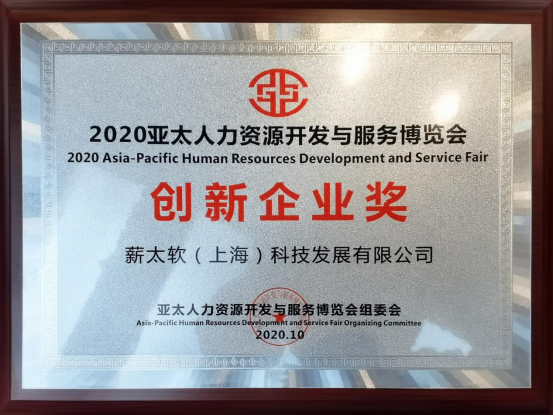 2020亚太人力资源开发与服务博览会
2020 Asia-Pacific Human Resources Development and Service Fair
创新企业奖
薪太软（上海）科技发展有限公司
亚太人力资源开发与服务博览会组委会
Asia-Pacific Human Resources Development and Service Fair Organizing Committee
2020.10